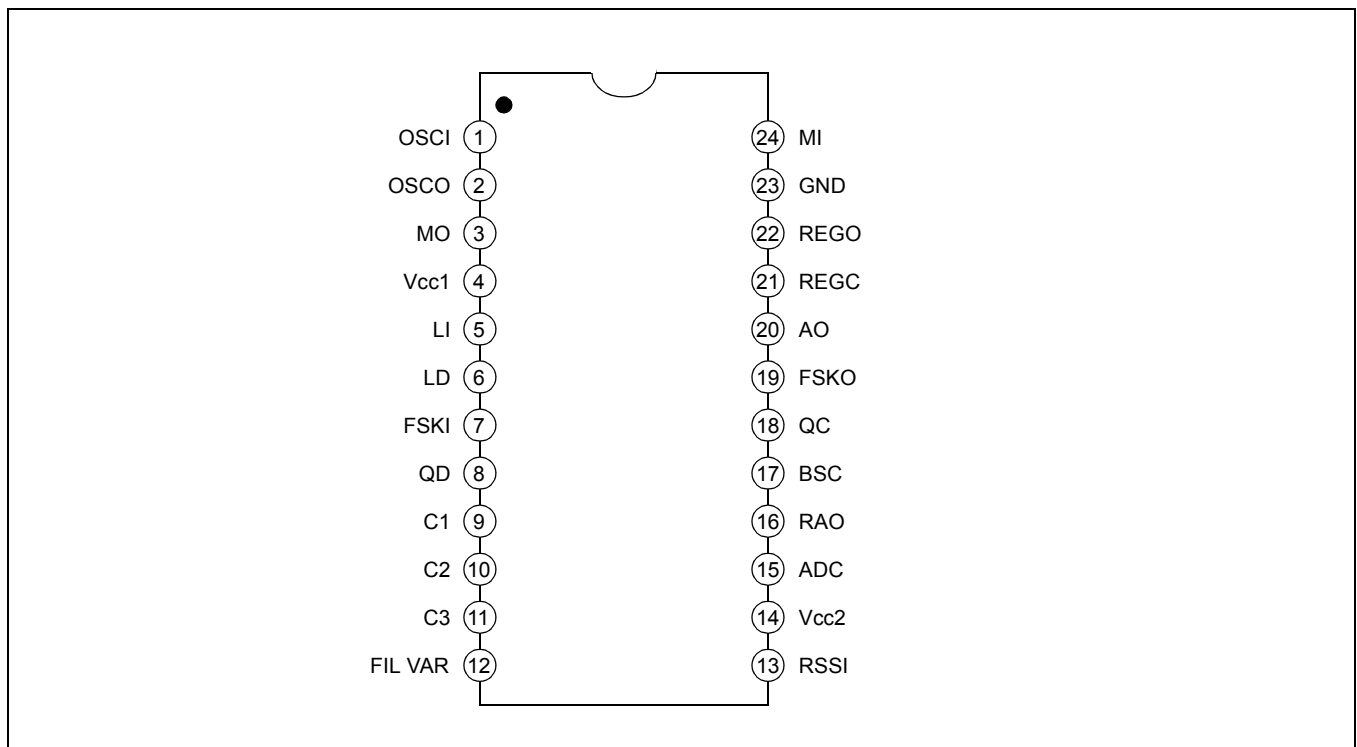 OSCI 1 24 MI
OSCO 2 23 GND
MO 3 22 REGO
Vcc1 4 21 REGC
LI 5 20 AO
LD 6 19 FSKO
FSKI 7 18 QC
QD 8 17 BSC
C1 9 16 RAO
C2 10 15 ADC
C3 11 14 Vcc2
FIL VAR 12 13 RSSI